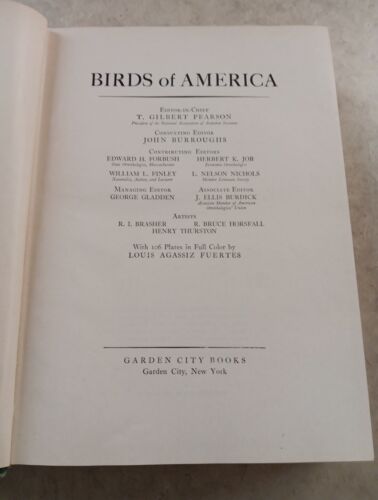 BIRDS of AMERICA
Editor-in-Chief
T. GILBERT PEARSON
President of the National Association of Audubon Societies
Consulting Editor
JOHN BURROUGHS
Contributing Editors
EDWARD H. FORBUSH HERBERT K. JOB
State Ornithologist, Massachusetts Economic Ornithologist
WILLIAM L. FINLEY L. NELSON NICHOLS
Naturalist, Author, and Lecturer Member Linnaean Society
Managing Editor Associate Editor
GEORGE GLADDEN J. ELLIS BURDICK
Associate Member of American
Ornithologists' Union
Artists
R. I. BRASHER R. BRUCE HORSFALL
HENRY THURSTON
With 106 Plates in Full Color by
LOUIS AGASSIZ FUERTES
GARDEN CITY BOOKS
Garden City, New York